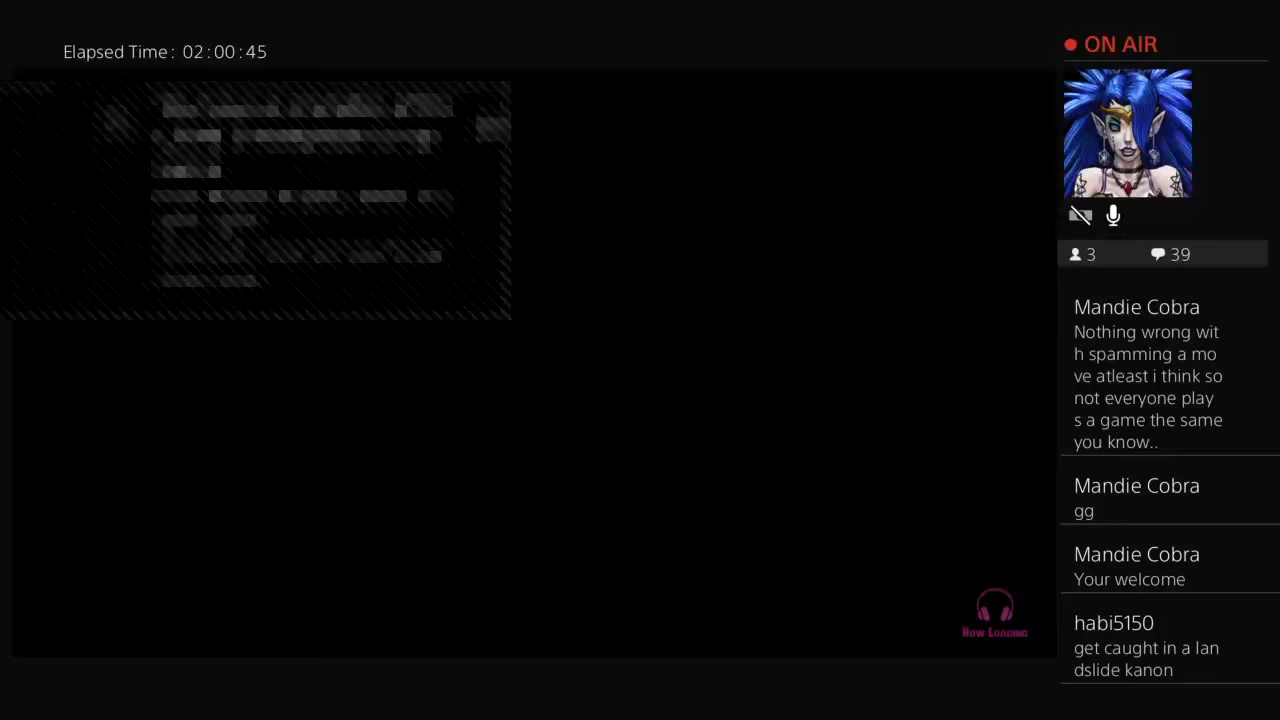 Elapsed Time: 02:00:45
ON AIR
3 39
Mandie Cobra
Nothing wrong wit
h spamming a mo
ve atleast i think so
not everyone play
s a game the same
you know..
Mandie Cobra
gg
Mandie Cobra
Your welcome
habi5150
get caught in a lan
dslide kanon
Now Loading